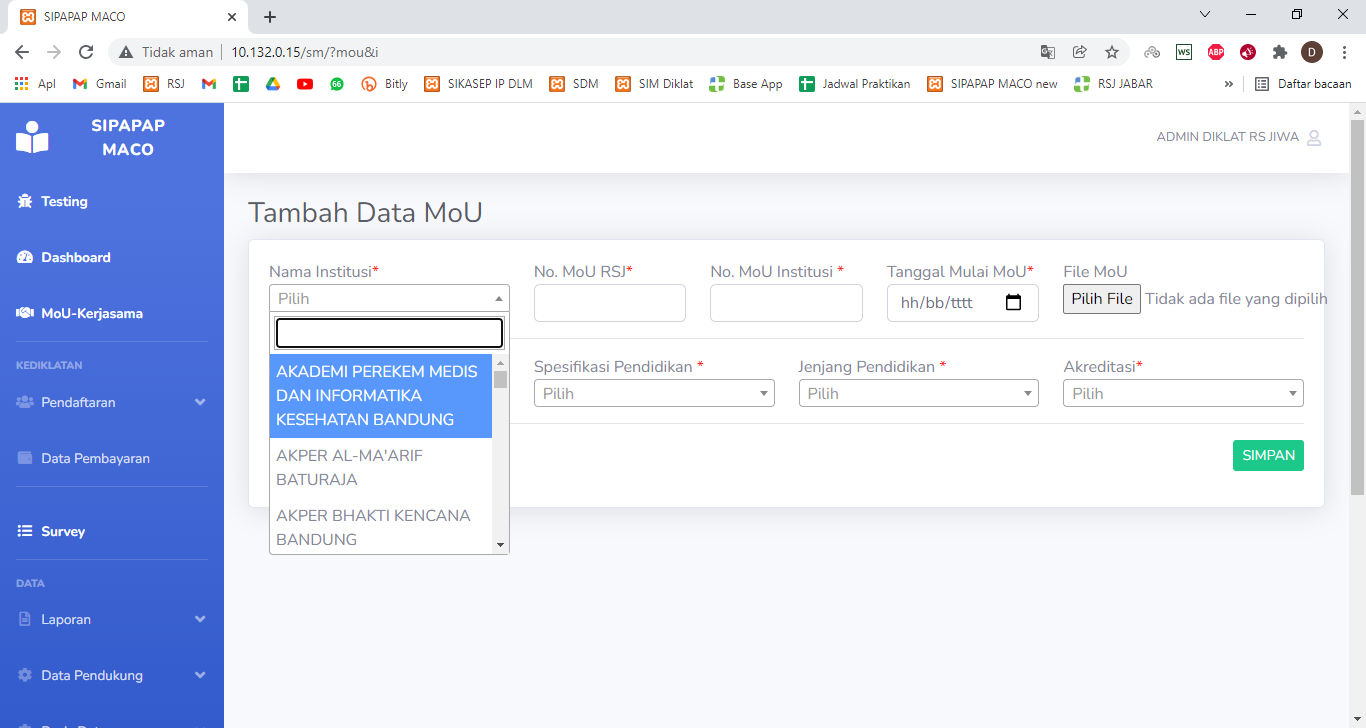 SIPAPAP MACO
Tidak aman
10.132.0.15/sm/?mou&i
WS
ABP
D
Apl
Gmail
RSJ
66
Bitly
SIKASEP IP DLM
SDM
SIM Diklat
Base App
Jadwal Praktikan
SIPAPAP MACO new
RSJ JABAR
»
Daftar bacaan
SIPAPAP
MACO
Testing
Dashboard
MoU-Kerjasama
KEDIKLATAN
Pendaftaran
Data Pembayaran
Survey
DATA
Laporan
Data Pendukung
ADMIN DIKLAT RS JIWA
Tambah Data MoU
Nama Institusi*
Pilih
AKADEMI PEREKEM MEDIS
DAN INFORMATIKA
KESEHATAN BANDUNG
AKPER AL-MA'ARIF
BATURAJA
AKPER BHAKTI KENCANA
BANDUNG
No. MoU RSJ*
No. MoU Institusi *
Tanggal Mulai MoU*
hh/bb/tttt
File MoU
Pilih File Tidak ada file yang dipilih
Spesifikasi Pendidikan *
Pilih
Jenjang Pendidikan *
Pilih
Akreditasi*
Pilih
SIMPAN